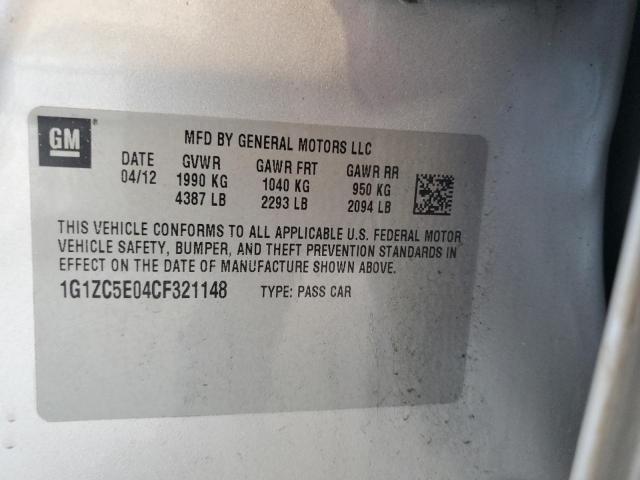 GM ®
MFD BY GENERAL MOTORS LLC
DATE GVWR GAWR FRT GAWR RR
04/12 1990 KG 1040 KG 950 KG
4387 LB 2293 LB 2094 LB
THIS VEHICLE CONFORMS TO ALL APPLICABLE U.S. FEDERAL MOTOR
VEHICLE SAFETY, BUMPER, AND THEFT PREVENTION STANDARDS IN
EFFECT ON THE DATE OF MANUFACTURE SHOWN ABOVE.
1G1ZC5E04CF321148 TYPE: PASS CAR